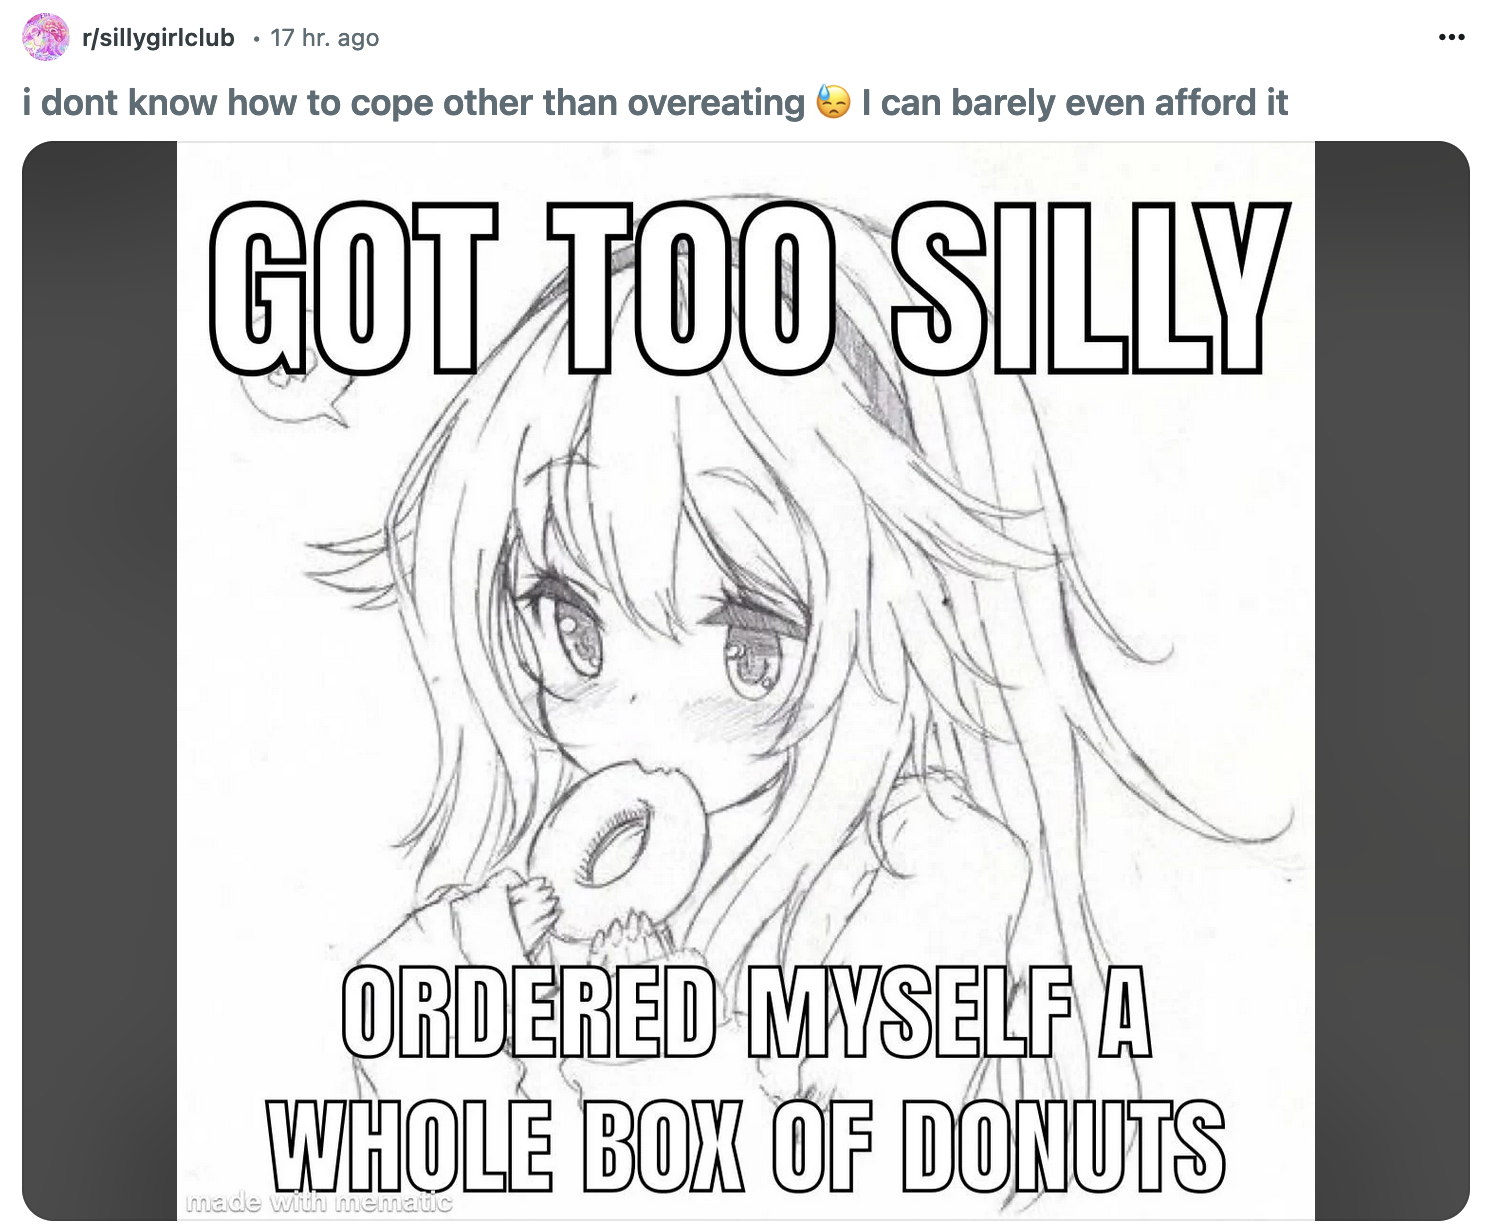 r/sillygirlclub • 17 hr. ago
i dont know how to cope other than overeating 😓 I can barely even afford it
GOT TOO SILLY
ORDERED MYSELF A
WHOLE BOX OF DONUTS
made with mematic